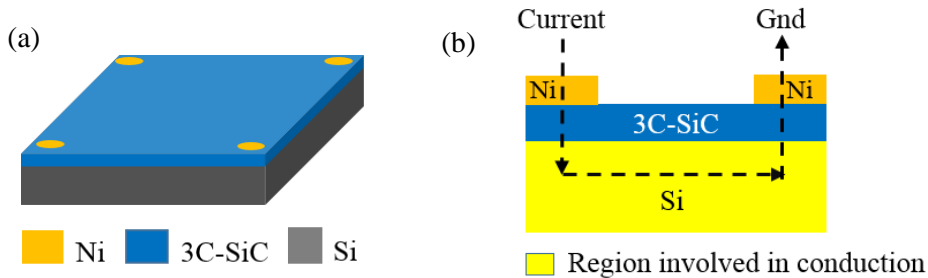 (a)
Ni 3C-SiC Si
(b)
Current Gnd
Ni Ni
3C-SiC
Si
Region involved in conduction